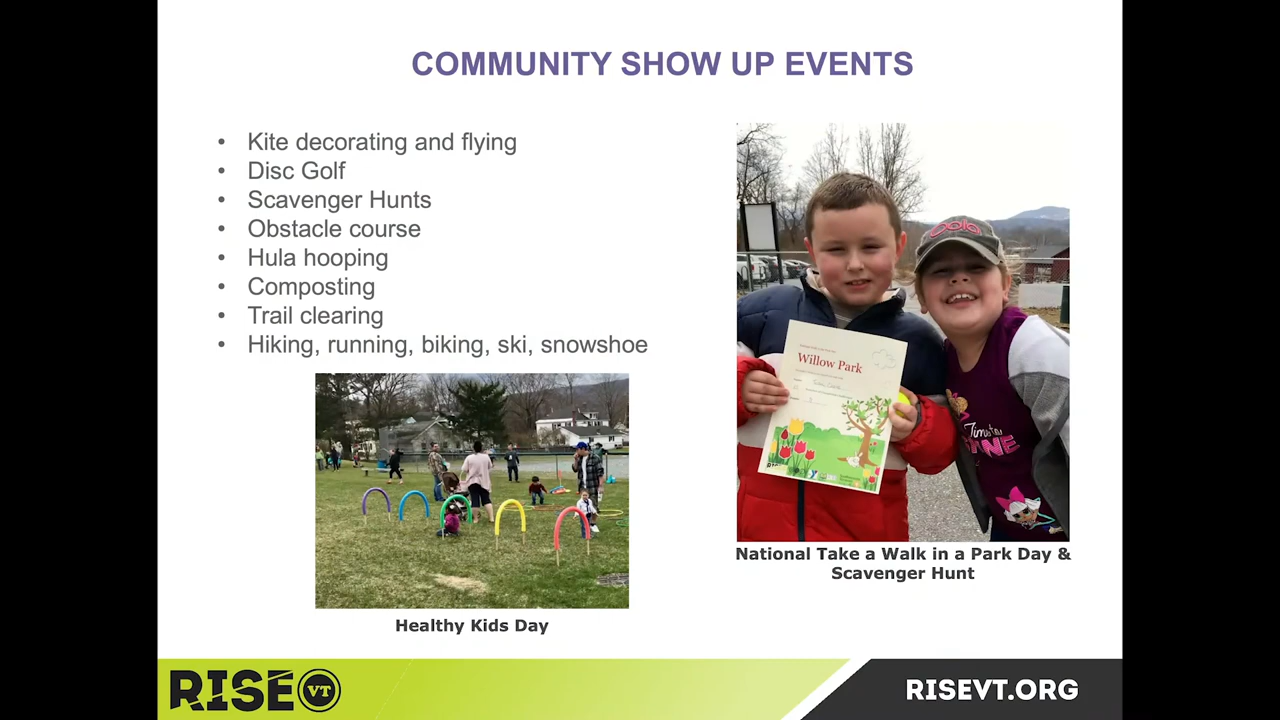 COMMUNITY SHOW UP EVENTS
• Kite decorating and flying
• Disc Golf
• Scavenger Hunts
• Obstacle course
• Hula hooping
• Composting
• Trail clearing
• Hiking, running, biking, ski, snowshoe
Willow Park
RISE
National Take a Walk in a Park Day &
Scavenger Hunt
Healthy Kids Day
RISE VT
RISEVT.ORG